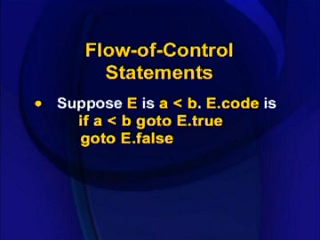 Flow-of-Control
Statements
• Suppose E is a < b. E.code is
if a < b goto E.true
goto E.false